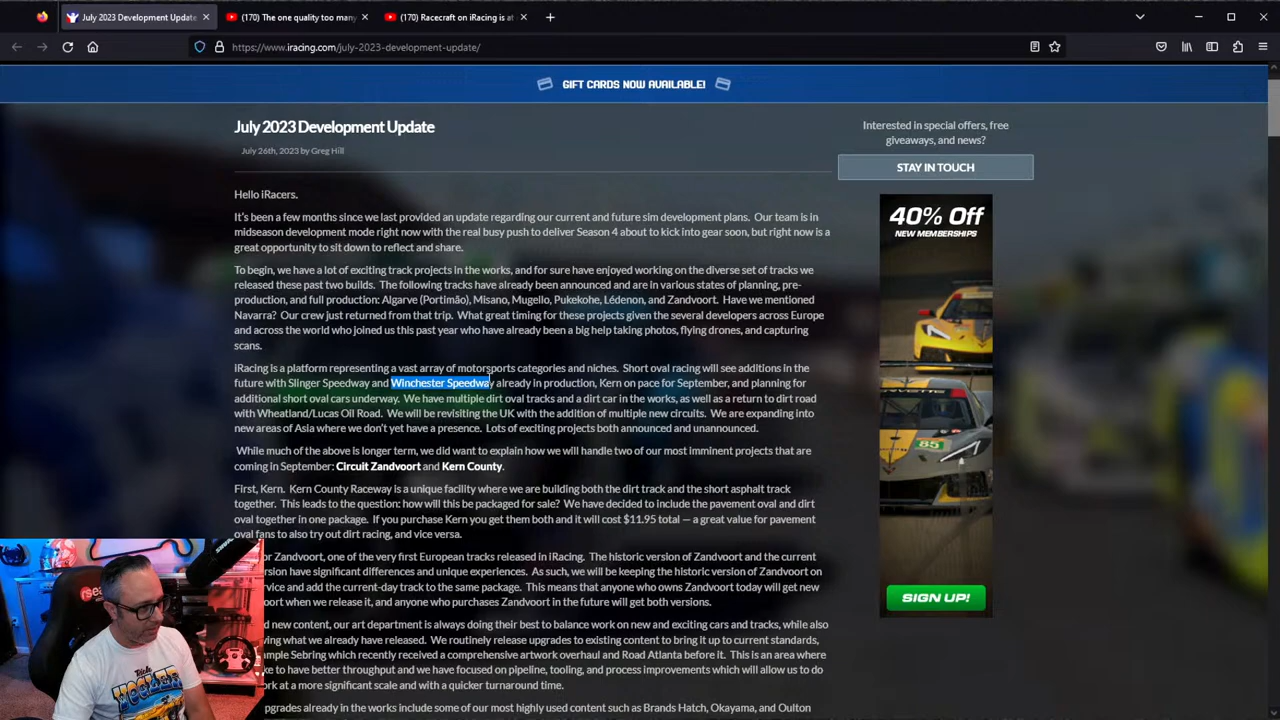 July 2023 Development Update
(170) The one quality too many
(170) Racecraft on iRacing is at
https://www.iracing.com/july-2023-development-update/
GIFT CARDS NOW AVAILABLE!
July 2023 Development Update
July 26th, 2023 by Greg Hill
Hello iRacers.
It's been a few months since we last provided an update regarding our current and future sim development plans. Our team is in
midseason development mode right now with the real busy push to deliver Season 4 about to kick into gear soon, but right now is a
great opportunity to sit down to reflect and share.
To begin, we have a lot of exciting track projects in the works, and for sure have enjoyed working on the diverse set of tracks we
released these past two builds. The following tracks have already been announced and are in various states of planning, pre-
production, and full production: Algarve (Portimão), Misano, Mugello, Pukekohe, Lédenon, and Zandvoort. Have we mentioned
Navarra? Our crew just returned from that trip. What great timing for these projects given the several developers across Europe
and across the world who joined us this past year who have already been a big help taking photos, flying drones, and capturing
scans.
iRacing is a platform representing a vast array of motorsports categories and niches. Short oval racing will see additions in the
future with Slinger Speedway and Winchester Speedway already in production, Kern on pace for September, and planning for
additional short oval cars underway. We have multiple dirt oval tracks and a dirt car in the works, as well as a return to dirt road
with Wheatland/Lucas Oil Road. We will be revisiting the UK with the addition of multiple new circuits. We are expanding into
new areas of Asia where we don't yet have a presence. Lots of exciting projects both announced and unannounced.
While much of the above is longer term, we did want to explain how we will handle two of our most imminent projects that are
coming in September: Circuit Zandvoort and Kern County.
First, Kern. Kern County Raceway is a unique facility where we are building both the dirt track and the short asphalt track
together. This leads to the question: how will this be packaged for sale? We have decided to include the pavement oval and dirt
oval together in one package. If you purchase Kern you get them both and it will cost $11.95 total — a great value for pavement
oval fans to also try out dirt racing, and vice versa.
or Zandvoort, one of the very first European tracks released in iRacing. The historic version of Zandvoort and the current
rsion have significant differences and unique experiences. As such, we will be keeping the historic version of Zandvoort on
vice and add the current-day track to the same package. This means that anyone who owns Zandvoort today will get new
oort when we release it, and anyone who purchases Zandvoort in the future will get both versions.
d new content, our art department is always doing their best to balance work on new and exciting cars and tracks, while also
ving what we already have released. We routinely release upgrades to existing content to bring it up to current standards,
ample Sebring which recently received a comprehensive artwork overhaul and Road Atlanta before it. This is an area where
ke to have better throughput and we have focused on pipeline, tooling, and process improvements which will allow us to do
ork at a more significant scale and with a quicker turnaround time.
pgrades already in the works include some of our most highly used content such as Brands Hatch, Okayama, and Oulton
Interested in special offers, free
giveaways, and news?
STAY IN TOUCH
40% Off
NEW MEMBERSHIPS
85
SIGN UP!